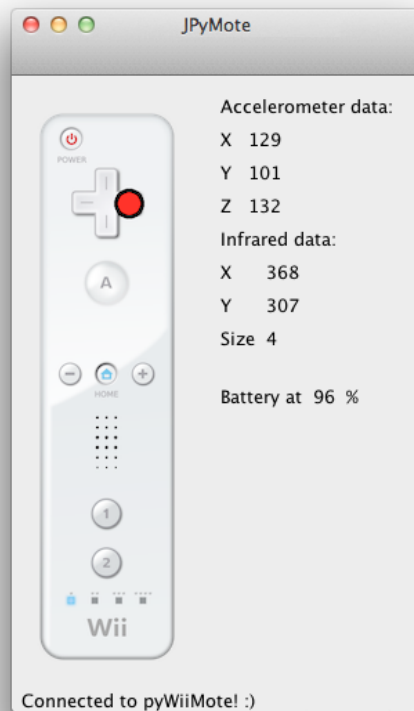 JPyMote
POWER
A
HOME
1
2
Wii
Accelerometer data:
X 129
Y 101
Z 132
Infrared data:
X 368
Y 307
Size 4
Battery at 96 %
Connected to pyWiiMote! :)